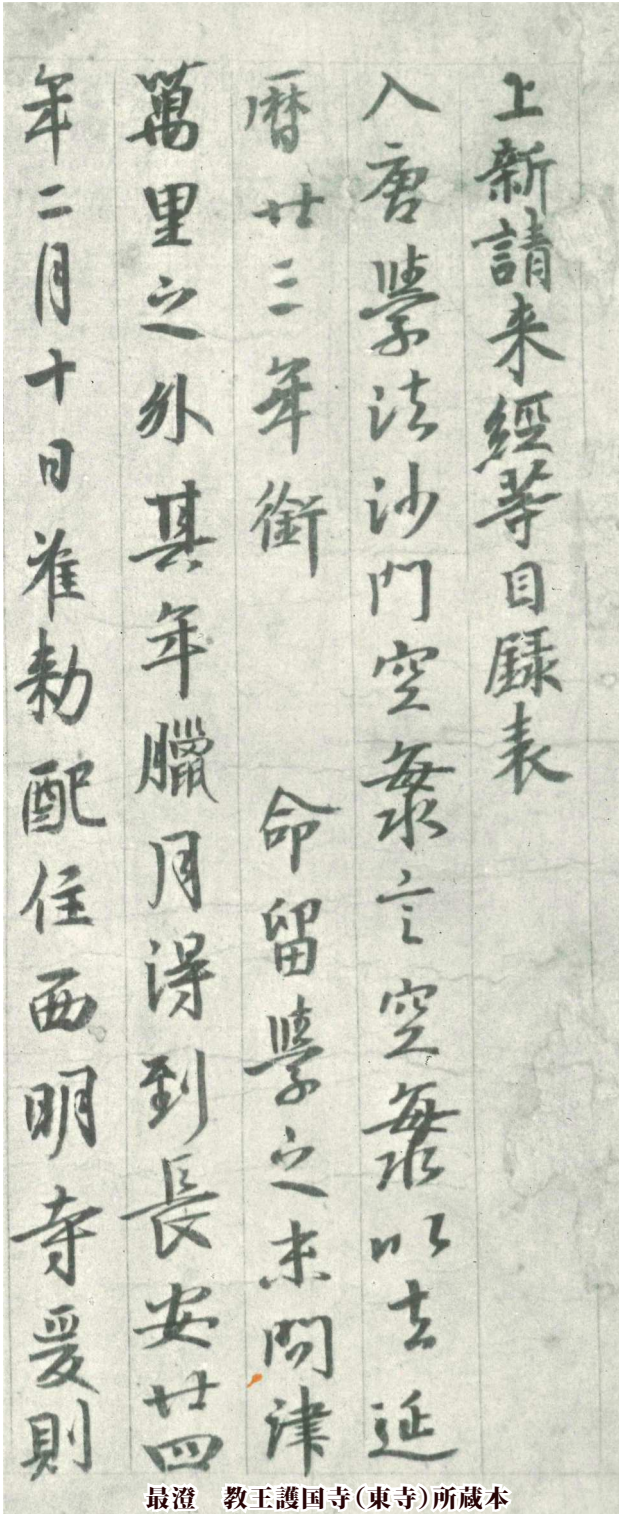 上新請来經等目録表
入唐學法沙門空海言空海以去延
暦廿三年銜　命留學之末問津
萬里之外其年臘月得到長安廿四
年二月十日准勅配住西明寺爰則
最澄　教王護国寺（東寺）所蔵本